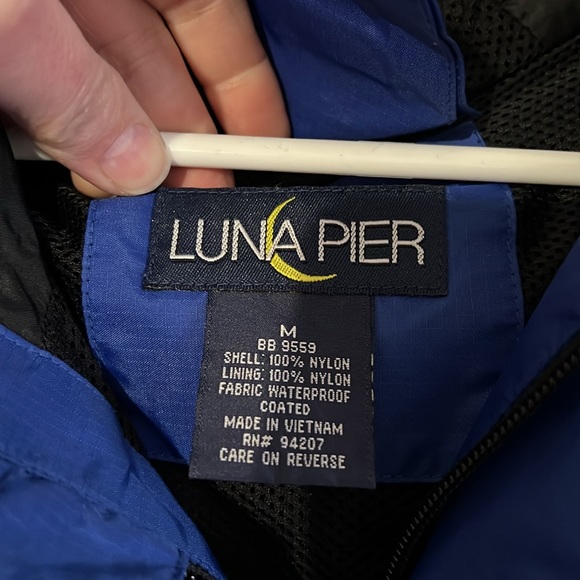 LUNA PIER
M
BB 9559
SHELL: 100% NYLON
LINING: 100% NYLON
FABRIC WATERPROOF
COATED
MADE IN VIETNAM
RN# 94207
CARE ON REVERSE